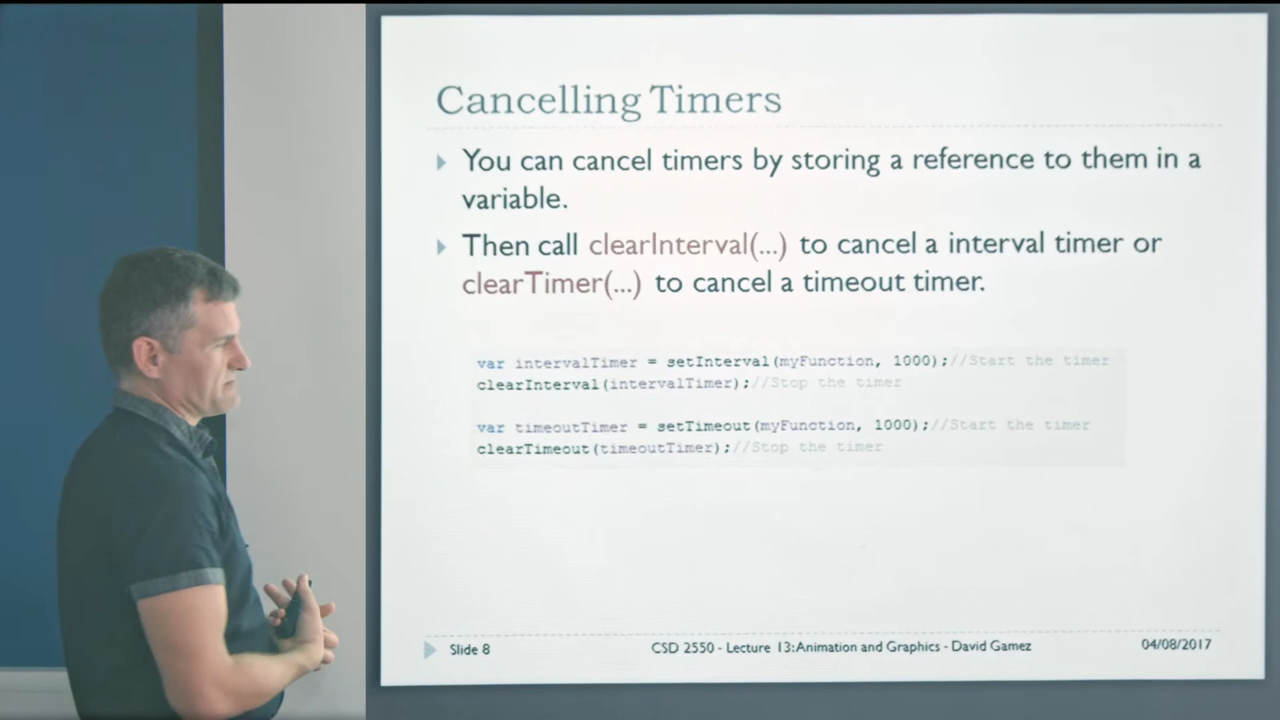 Cancelling Timers
You can cancel timers by storing a reference to them in a
variable.
Then call clearInterval(...) to cancel a interval timer or
clearTimer(...) to cancel a timeout timer.
var intervalTimer = setInterval(myFunction, 1000);//Start the timer
clearInterval(intervalTimer);//Stop the timer
var timeoutTimer = setTimeout(myFunction, 1000);//Start the timer
clearTimeout(timeoutTimer);//Stop the timer
Slide 8 CSD 2550 - Lecture 13:Animation and Graphics - David Gamez 04/08/2017